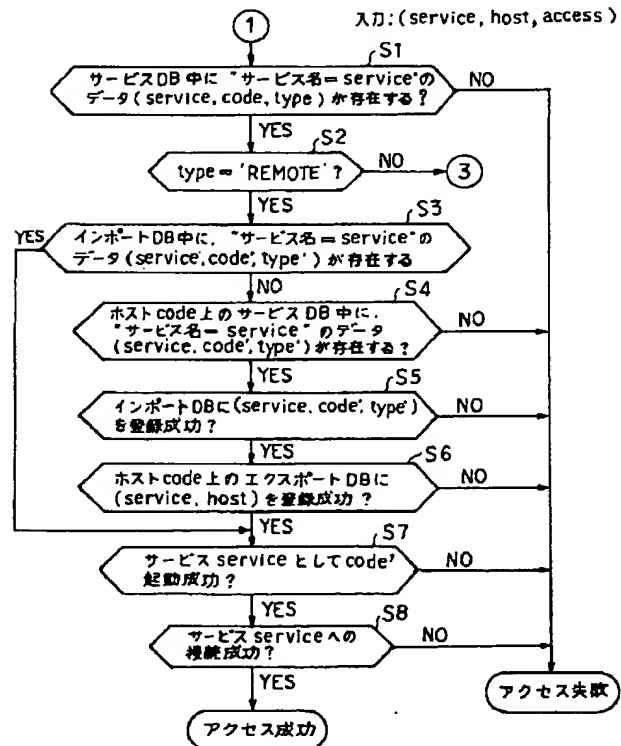 入力:(service, host, access)
①
S1
サービスDB中に "サービス名=service"の
データ(service, code, type)が存在する?
NO
YES
S2
type='REMOTE'?
NO
③
YES
S3
インポートDB中に、"サービス名=service"の
データ(service, code', type')が存在する
YES
NO
S4
ホストcode上のサービスDB中に、
"サービス名=service"のデータ
(service, code', type')が存在する?
NO
YES
S5
インポートDBに(service, code', type')
を登録成功?
NO
YES
S6
ホストcode上のエクスポートDBに
(service, host)を登録成功?
NO
YES
S7
サービスserviceとしてcode'
起動成功?
NO
YES
S8
サービスserviceへの
接続成功?
NO
YES
アクセス失敗
アクセス成功